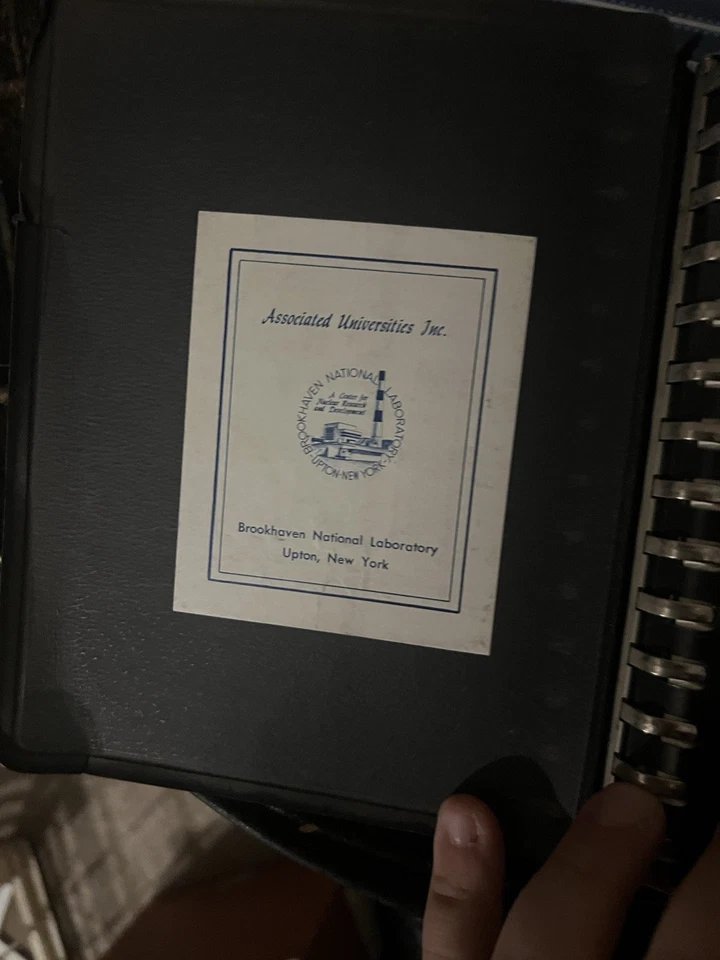 Associated Universities Inc.
BROOKHAVEN NATIONAL LABORATORY
A Center for
Nuclear Research
and Development
UPTON-NEW YORK
Brookhaven National Laboratory
Upton, New York